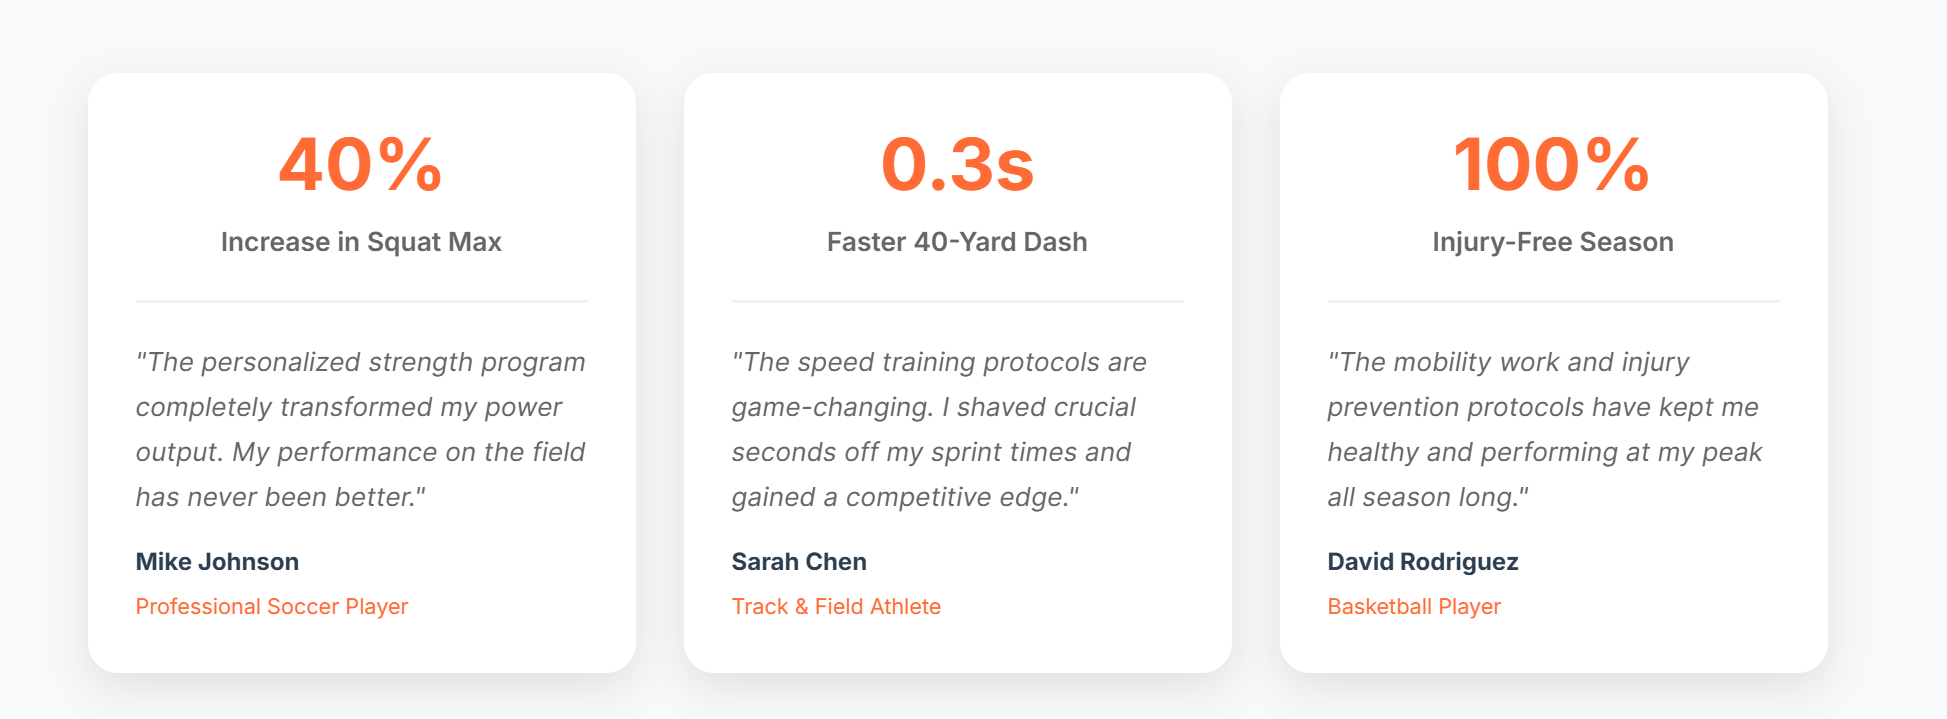 40%
Increase in Squat Max
"The personalized strength program
completely transformed my power
output. My performance on the field
has never been better."
Mike Johnson
Professional Soccer Player
0.3s
Faster 40-Yard Dash
"The speed training protocols are
game-changing. I shaved crucial
seconds off my sprint times and
gained a competitive edge."
Sarah Chen
Track & Field Athlete
100%
Injury-Free Season
"The mobility work and injury
prevention protocols have kept me
healthy and performing at my peak
all season long."
David Rodriguez
Basketball Player